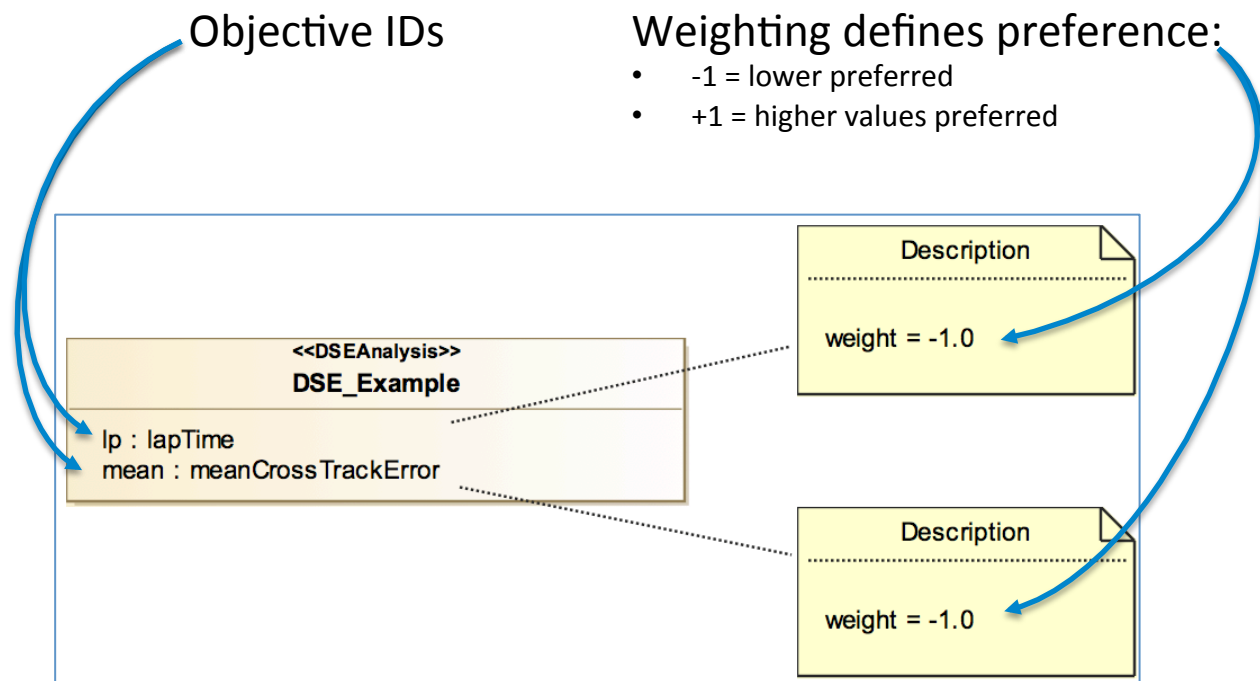 Objective IDs
Weighting defines preference:
• -1 = lower preferred
• +1 = higher values preferred
<<DSEAnalysis>>
DSE_Example
lp : lapTime
mean : meanCrossTrackError
Description
weight = -1.0
Description
weight = -1.0